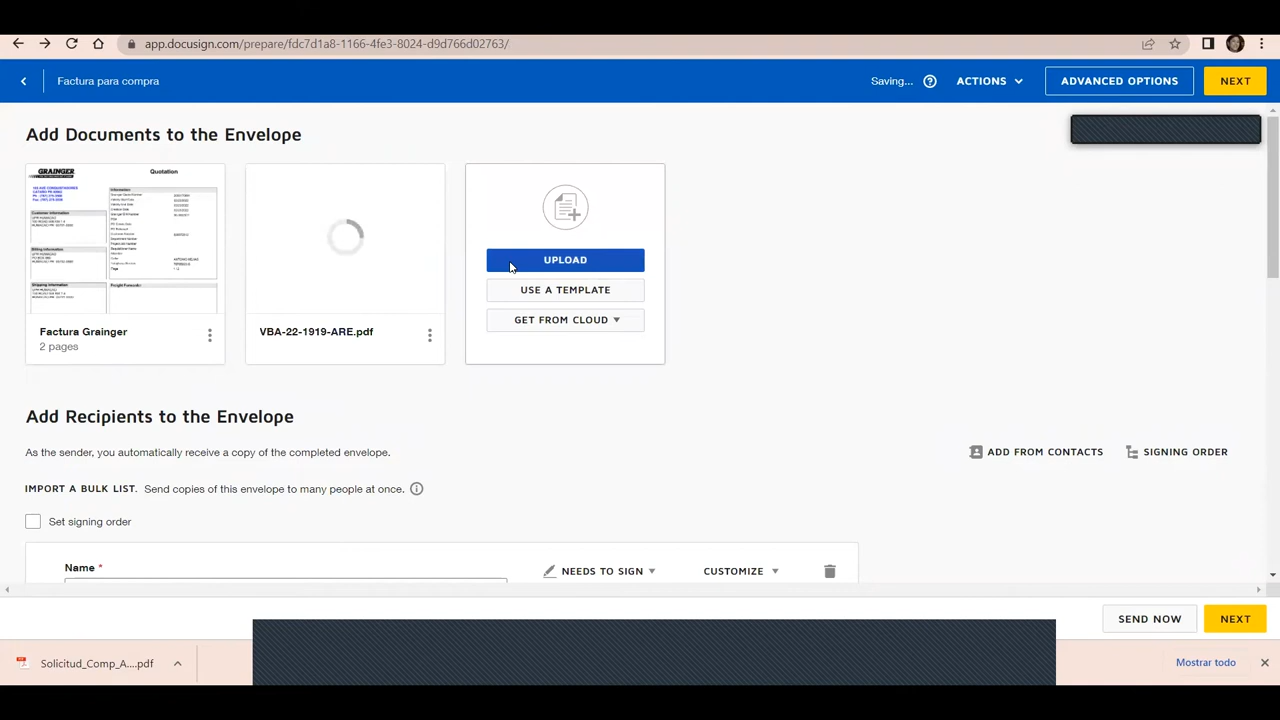 app.docusign.com/prepare/fdc7d1a8-1166-4fe3-8024-d9d766d02763/
Factura para compra
Saving...
ACTIONS
ADVANCED OPTIONS
NEXT
Add Documents to the Envelope
GRAINGER
Quotation
UPLOAD
USE A TEMPLATE
GET FROM CLOUD
Factura Grainger
2 pages
VBA-22-1919-ARE.pdf
Add Recipients to the Envelope
As the sender, you automatically receive a copy of the completed envelope.
ADD FROM CONTACTS
SIGNING ORDER
IMPORT A BULK LIST. Send copies of this envelope to many people at once.
Set signing order
Name *
NEEDS TO SIGN
CUSTOMIZE
SEND NOW
NEXT
Solicitud_Comp_A....pdf
Mostrar todo